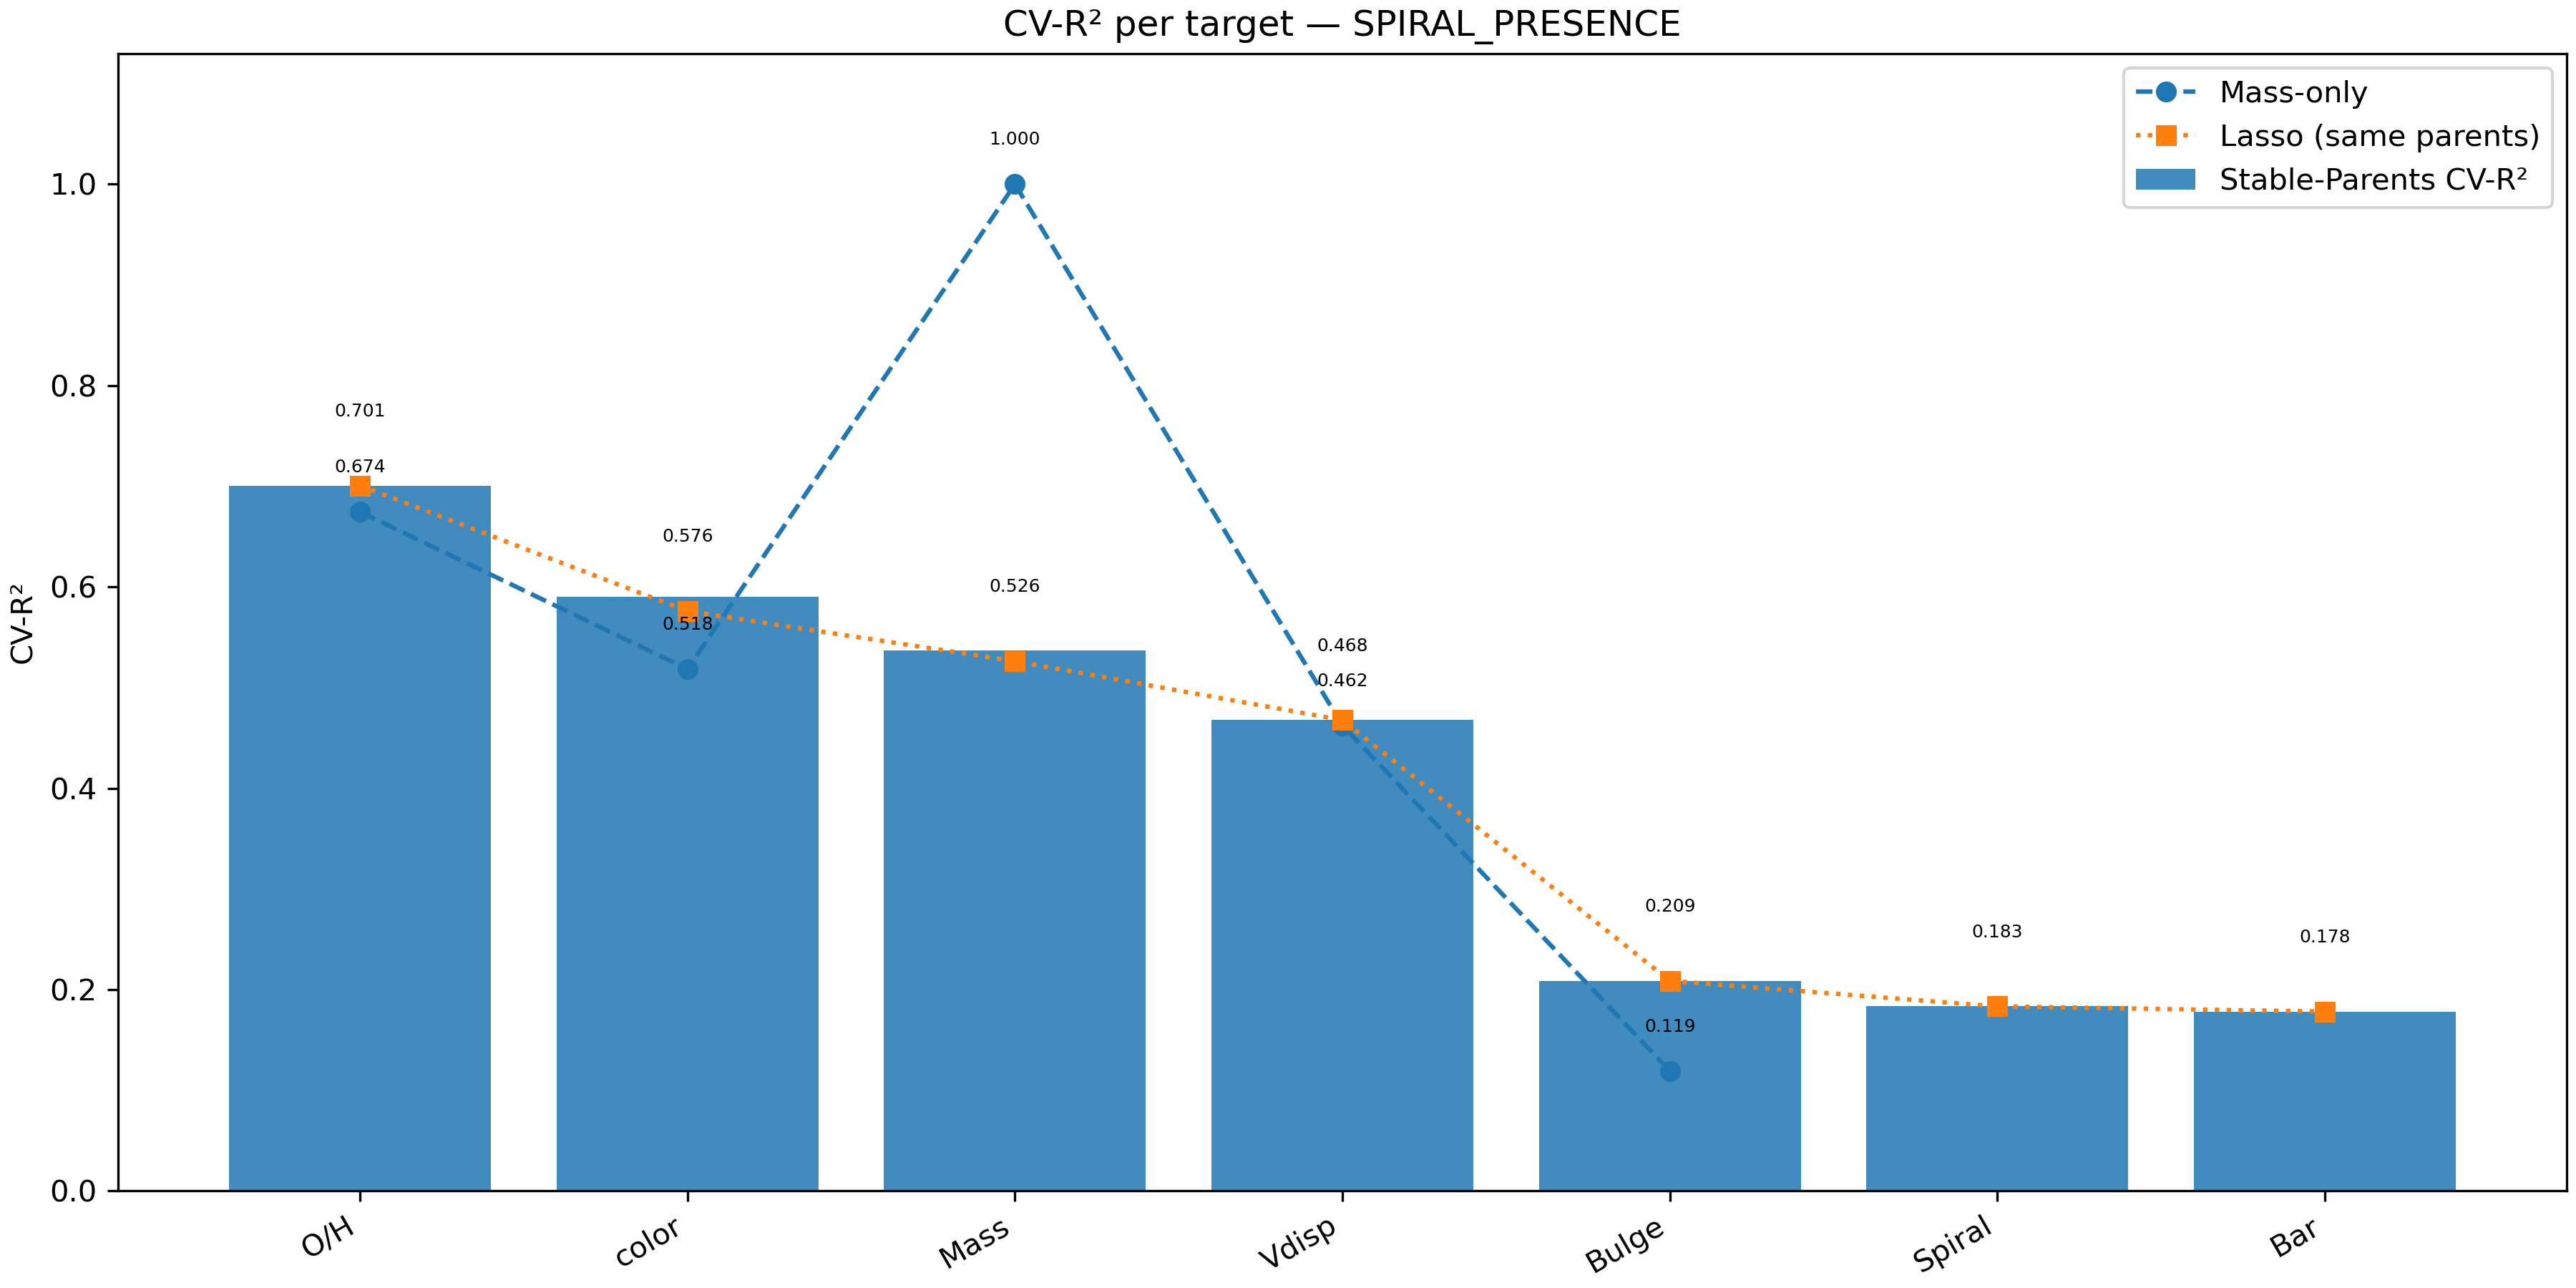 CV-R² per target — SPIRAL_PRESENCE
Mass-only
Lasso (same parents)
Stable-Parents CV-R²
CV-R²
1.0
0.8
0.6
0.4
0.2
0.0
1.000
0.701
0.674
0.576
0.518
0.526
0.468
0.462
0.209
0.119
0.183
0.178
O/H
color
Mass
Vdisp
Bulge
Spiral
Bar